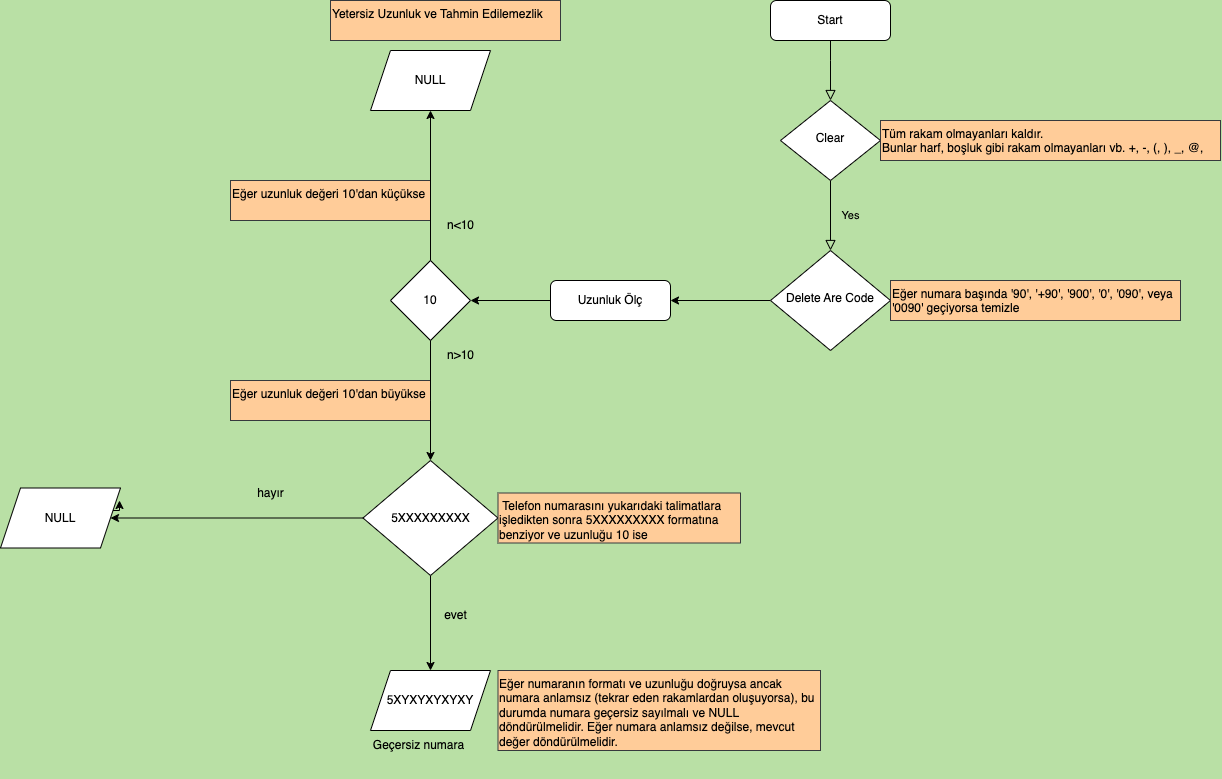 Yetersiz Uzunluk ve Tahmin Edilemezlik
Start
NULL
Clear
Tüm rakam olmayanları kaldır.
Bunlar harf, boşluk gibi rakam olmayanları vb. +, -, (, ), _, @,
Eğer uzunluk değeri 10'dan küçükse
n<10
Yes
10
Uzunluk Ölç
Delete Are Code
Eğer numara başında '90', '+90', '900', '0', '090', veya
'0090' geçiyorsa temizle
n>10
Eğer uzunluk değeri 10'dan büyükse
hayır
NULL
5XXXXXXXXX
Telefon numarasını yukarıdaki talimatlara
işledikten sonra 5XXXXXXXXX formatına
benziyor ve uzunluğu 10 ise
evet
5XYXYXYXYXY
Geçersiz numara
Eğer numaranın formatı ve uzunluğu doğruysa ancak
numara anlamsız (tekrar eden rakamlardan oluşuyorsa), bu
durumda numara geçersiz sayılmalı ve NULL
döndürülmelidir. Eğer numara anlamsız değilse, mevcut
değer döndürülmelidir.